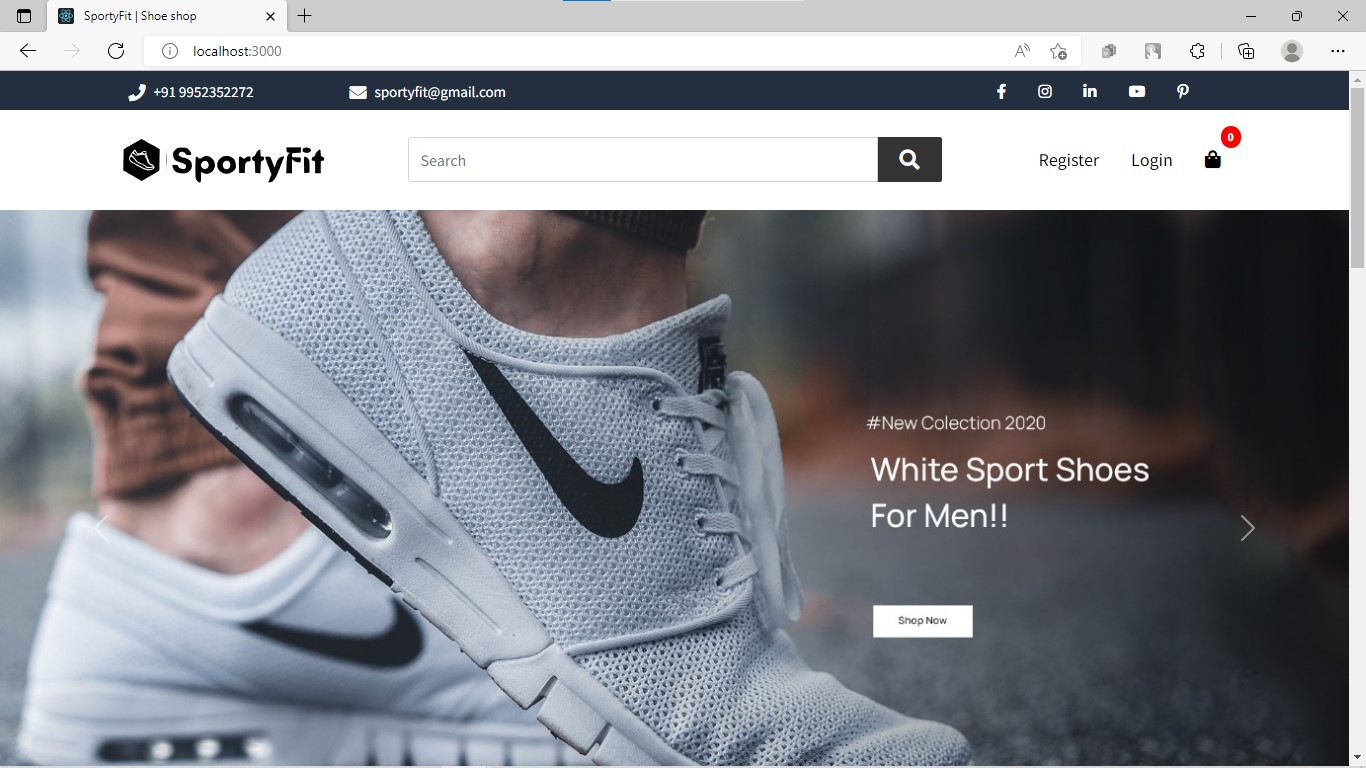 SportyFit | Shoe shop
localhost:3000
+91 9952352272
sportyfit@gmail.com
SportyFit
Search
Register
Login
0
#New Colection 2020
White Sport Shoes
For Men!!
Shop Now